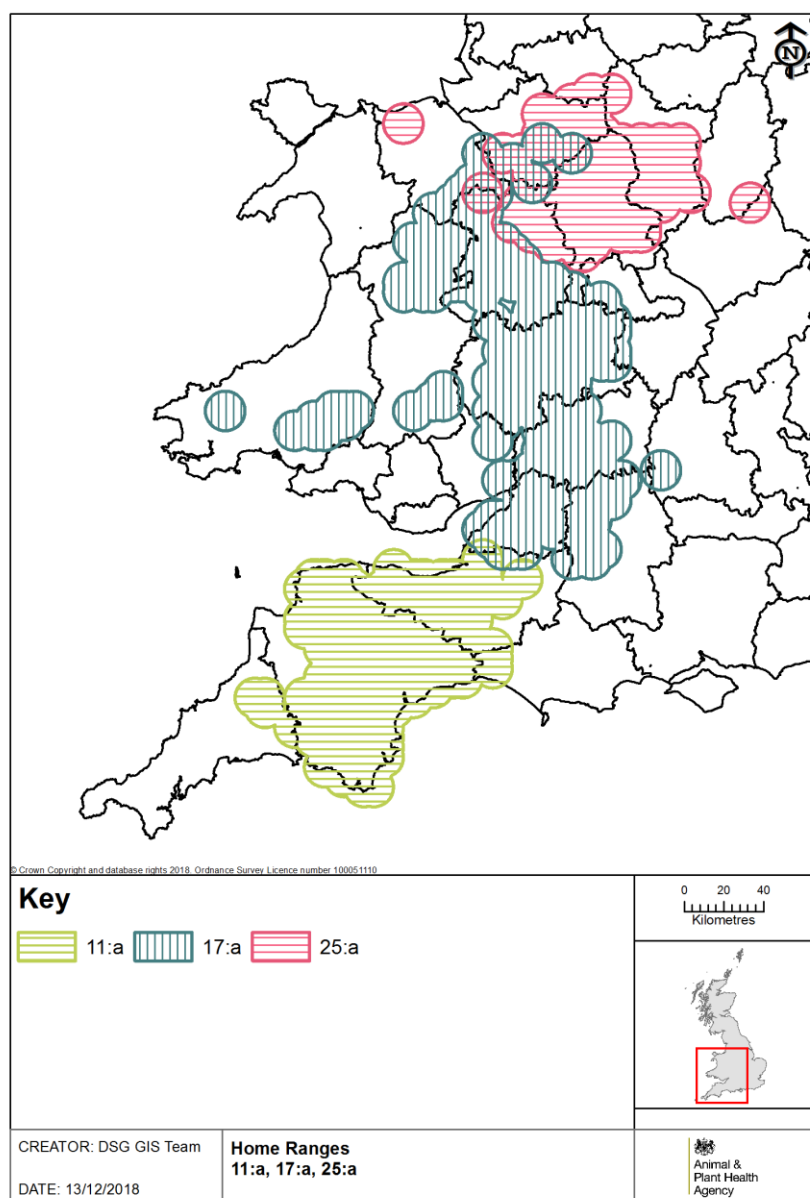 N
© Crown Copyright and database rights 2018. Ordnance Survey Licence number 100051110
Key
11:a 17:a 25:a
0 20 40
Kilometres
CREATOR: DSG GIS Team
DATE: 13/12/2018
Home Ranges
11:a, 17:a, 25:a
Animal &
Plant Health
Agency